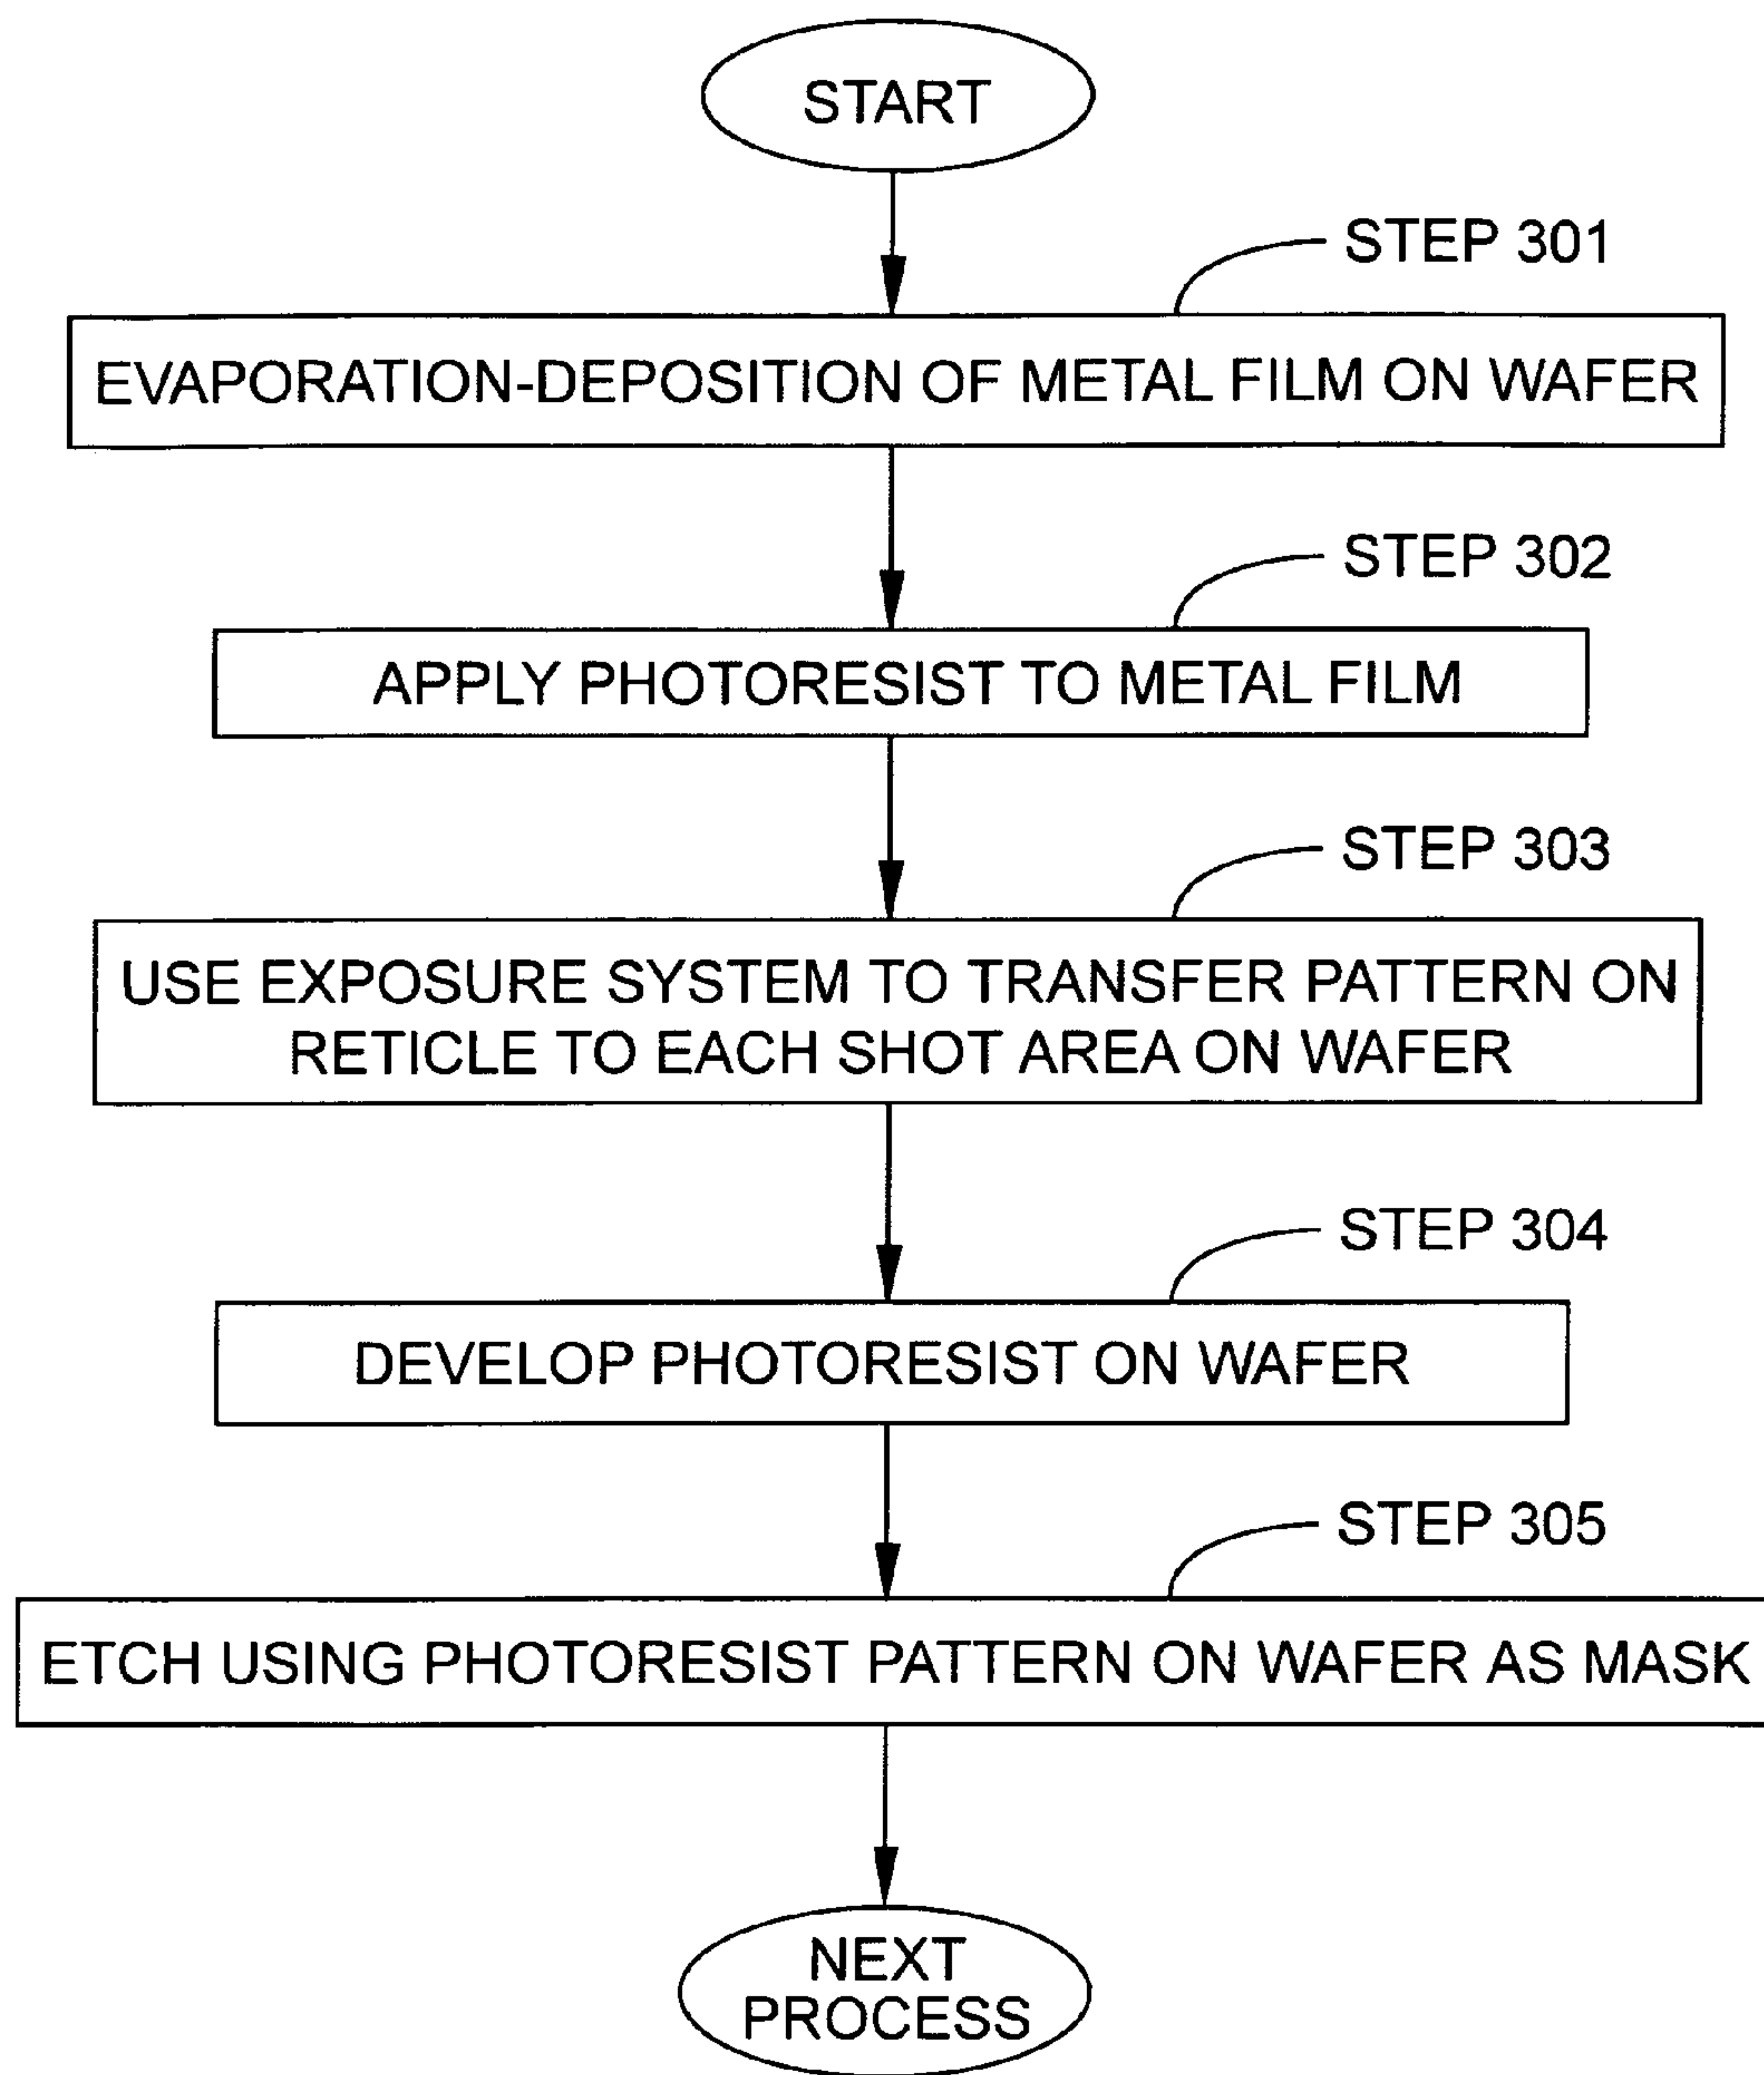 START
STEP 301
EVAPORATION-DEPOSITION OF METAL FILM ON WAFER
STEP 302
APPLY PHOTORESIST TO METAL FILM
STEP 303
USE EXPOSURE SYSTEM TO TRANSFER PATTERN ON
RETICLE TO EACH SHOT AREA ON WAFER
STEP 304
DEVELOP PHOTORESIST ON WAFER
STEP 305
ETCH USING PHOTORESIST PATTERN ON WAFER AS MASK
NEXT
PROCESS